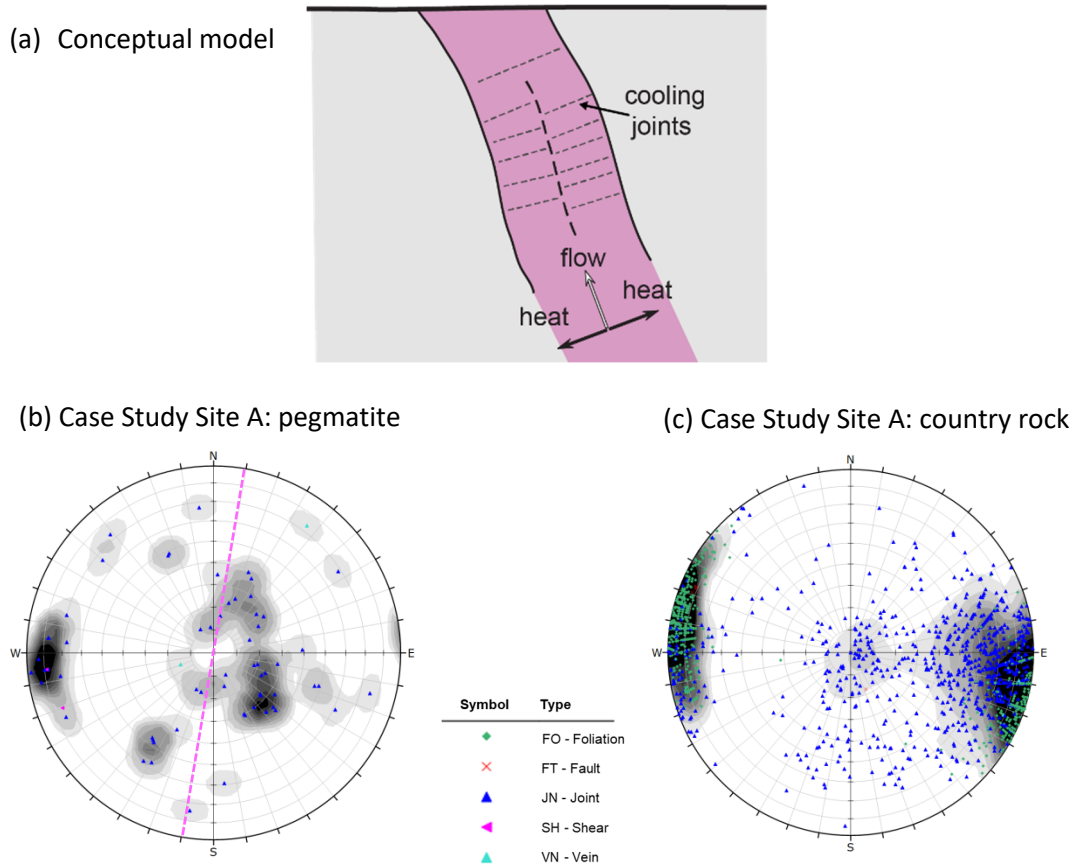 (a) Conceptual model
cooling
joints
flow
heat
heat
(b) Case Study Site A: pegmatite
(c) Case Study Site A: country rock
N
W
E
S
N
W
E
S
Symbol Type
FO - Foliation
FT - Fault
JN - Joint
SH - Shear
VN - Vein